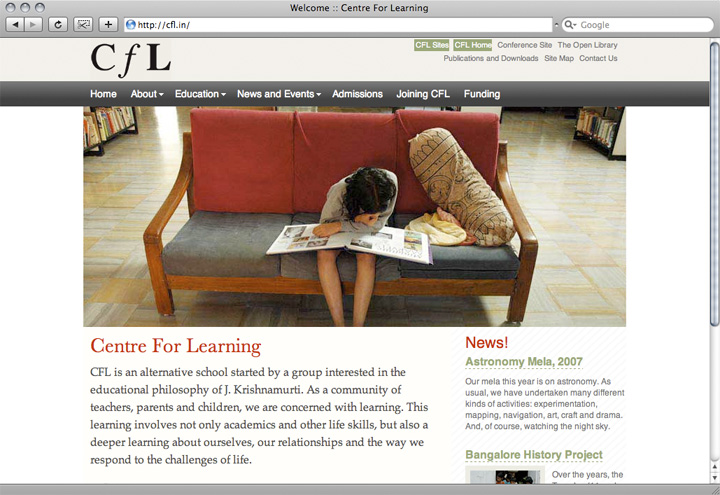 Welcome :: Centre For Learning
http://cfl.in/
Google
CfL
CFL Sites CFL Home Conference Site The Open Library
Publications and Downloads Site Map Contact Us
Home About Education News and Events Admissions Joining CFL Funding
Centre For Learning
CFL is an alternative school started by a group interested in the
educational philosophy of J. Krishnamurti. As a community of
teachers, parents and children, we are concerned with learning. This
learning involves not only academics and other life skills, but also a
deeper learning about ourselves, our relationships and the way we
respond to the challenges of life.
News!
Astronomy Mela, 2007
Our mela this year is on astronomy. As
usual, we have undertaken many different
kinds of activities: experimentation,
mapping, navigation, art, craft and drama.
And, of course, watching the night sky.
Bangalore History Project
Over the years, the